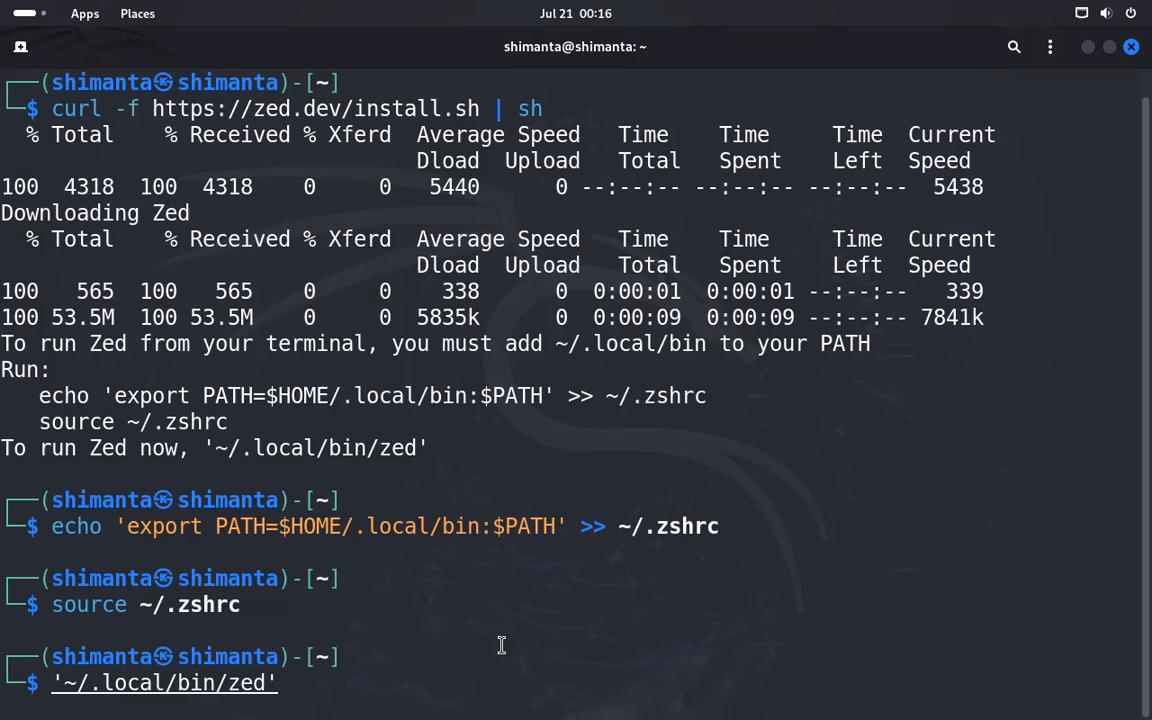 Apps Places Jul 21 00:16
shimanta@shimanta: ~
┌──(shimanta㉿shimanta)-[~]
└─$ curl -f https://zed.dev/install.sh | sh
  % Total    % Received % Xferd  Average Speed   Time    Time     Time  Current
                                 Dload  Upload   Total   Spent    Left  Speed
100  4318  100  4318    0     0   5440      0 --:--:-- --:--:-- --:--:--  5438
Downloading Zed
  % Total    % Received % Xferd  Average Speed   Time    Time     Time  Current
                                 Dload  Upload   Total   Spent    Left  Speed
100   565  100   565    0     0    338      0  0:00:01  0:00:01 --:--:--   339
100 53.5M  100 53.5M    0     0  5835k      0  0:00:09  0:00:09 --:--:-- 7841k
To run Zed from your terminal, you must add ~/.local/bin to your PATH
Run:
   echo 'export PATH=$HOME/.local/bin:$PATH' >> ~/.zshrc
   source ~/.zshrc
To run Zed now, '~/.local/bin/zed'
┌──(shimanta㉿shimanta)-[~]
└─$ echo 'export PATH=$HOME/.local/bin:$PATH' >> ~/.zshrc
┌──(shimanta㉿shimanta)-[~]
└─$ source ~/.zshrc
┌──(shimanta㉿shimanta)-[~]
└─$ '~/.local/bin/zed'